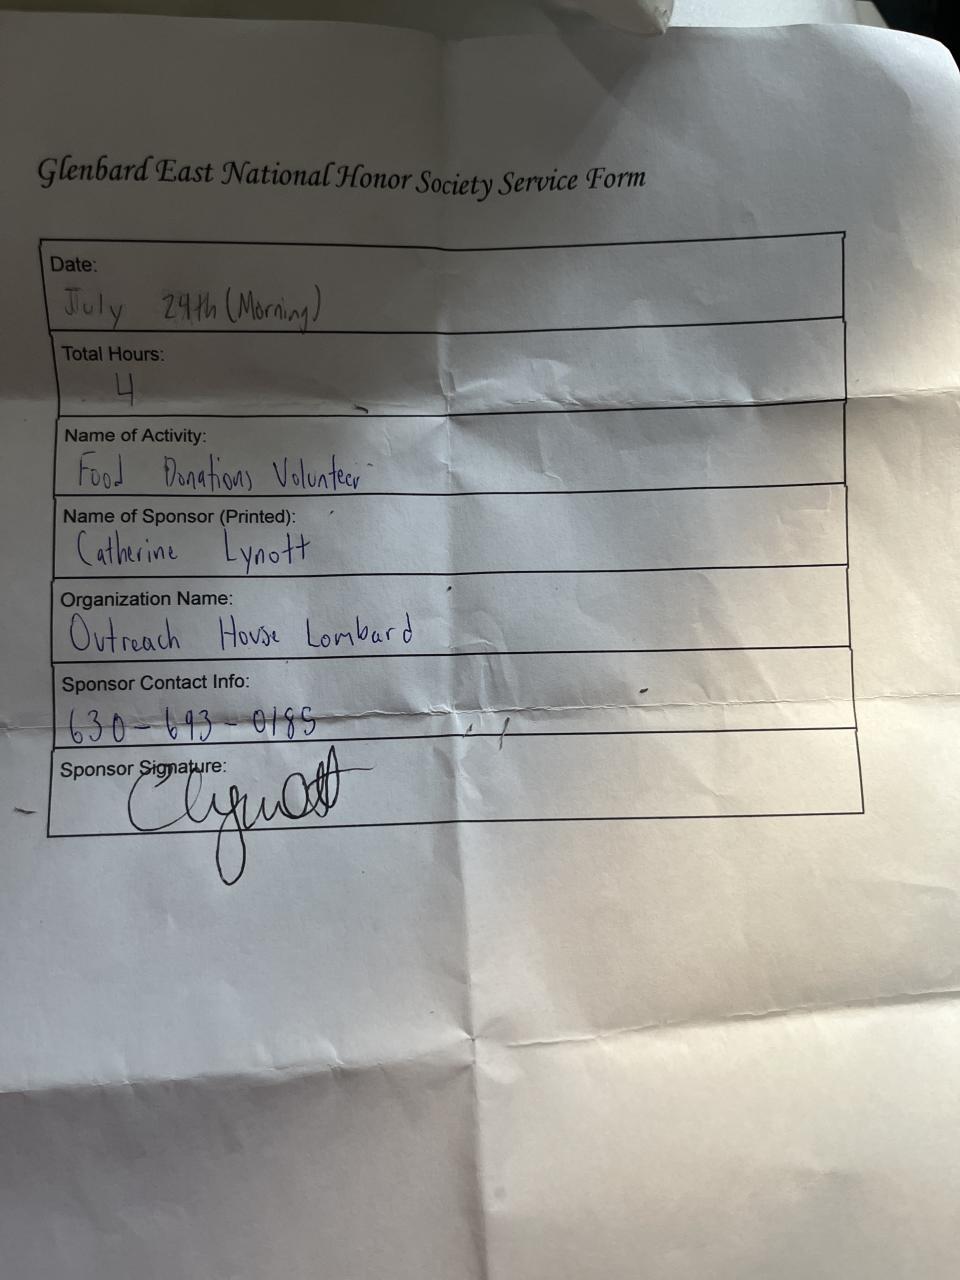 Glenbard East National Honor Society Service Form
Date:
July 29th (Morning)
Total Hours:
4
Name of Activity:
Food Donations Volunteer
Name of Sponsor (Printed):
Catherine Lynott
Organization Name:
Outreach House Lombard
Sponsor Contact Info:
630-693-0185
Sponsor Signature:
CLynott